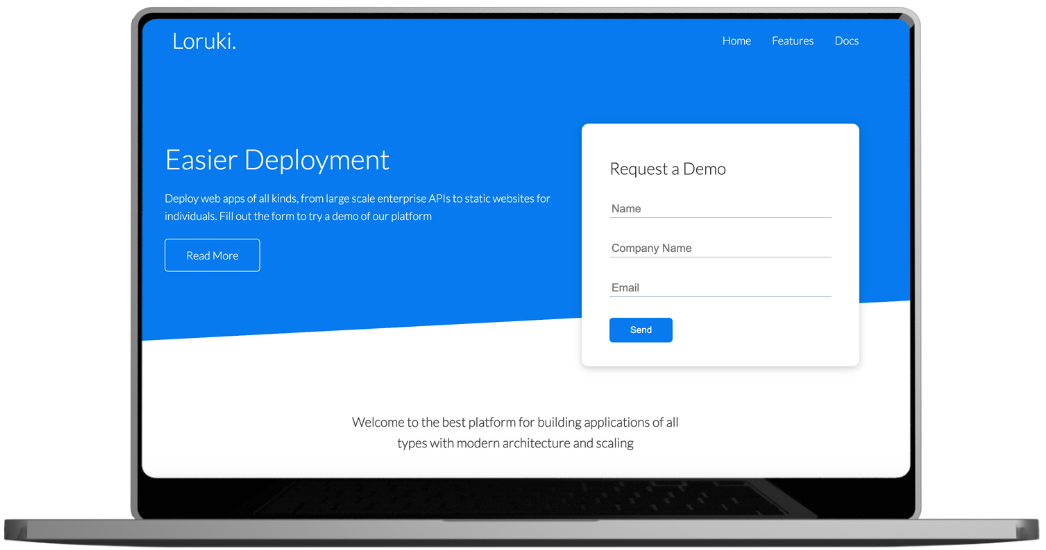 Loruki.
Home Features Docs
Easier Deployment
Deploy web apps of all kinds, from large scale enterprise APIs to static websites for
individuals. Fill out the form to try a demo of our platform
Read More
Request a Demo
Name
Company Name
Email
Send
Welcome to the best platform for building applications of all
types with modern architecture and scaling